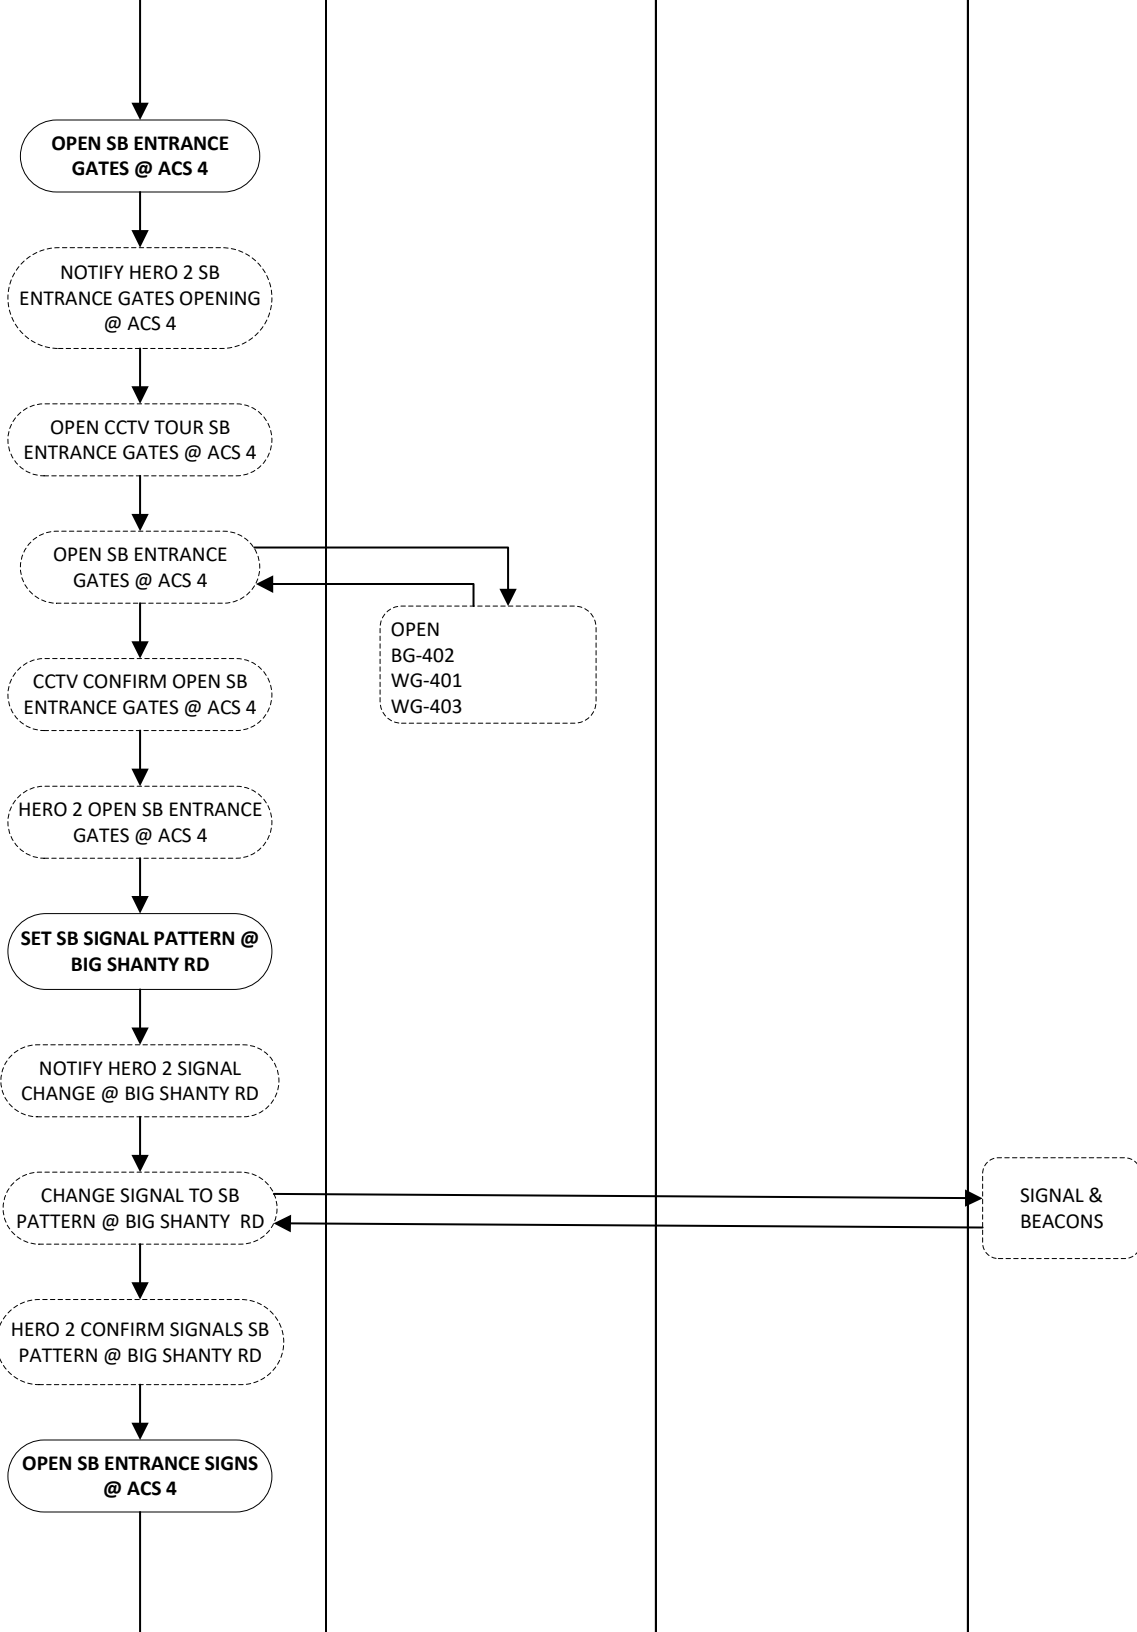 OPEN SB ENTRANCE
GATES @ ACS 4
NOTIFY HERO 2 SB
ENTRANCE GATES OPENING
@ ACS 4
OPEN CCTV TOUR SB
ENTRANCE GATES @ ACS 4
OPEN SB ENTRANCE
GATES @ ACS 4
OPEN
BG-402
WG-401
WG-403
CCTV CONFIRM OPEN SB
ENTRANCE GATES @ ACS 4
HERO 2 OPEN SB ENTRANCE
GATES @ ACS 4
SET SB SIGNAL PATTERN @
BIG SHANTY RD
NOTIFY HERO 2 SIGNAL
CHANGE @ BIG SHANTY RD
CHANGE SIGNAL TO SB
PATTERN @ BIG SHANTY  RD
SIGNAL &
BEACONS
HERO 2 CONFIRM SIGNALS SB
PATTERN @ BIG SHANTY RD
OPEN SB ENTRANCE SIGNS
@ ACS 4